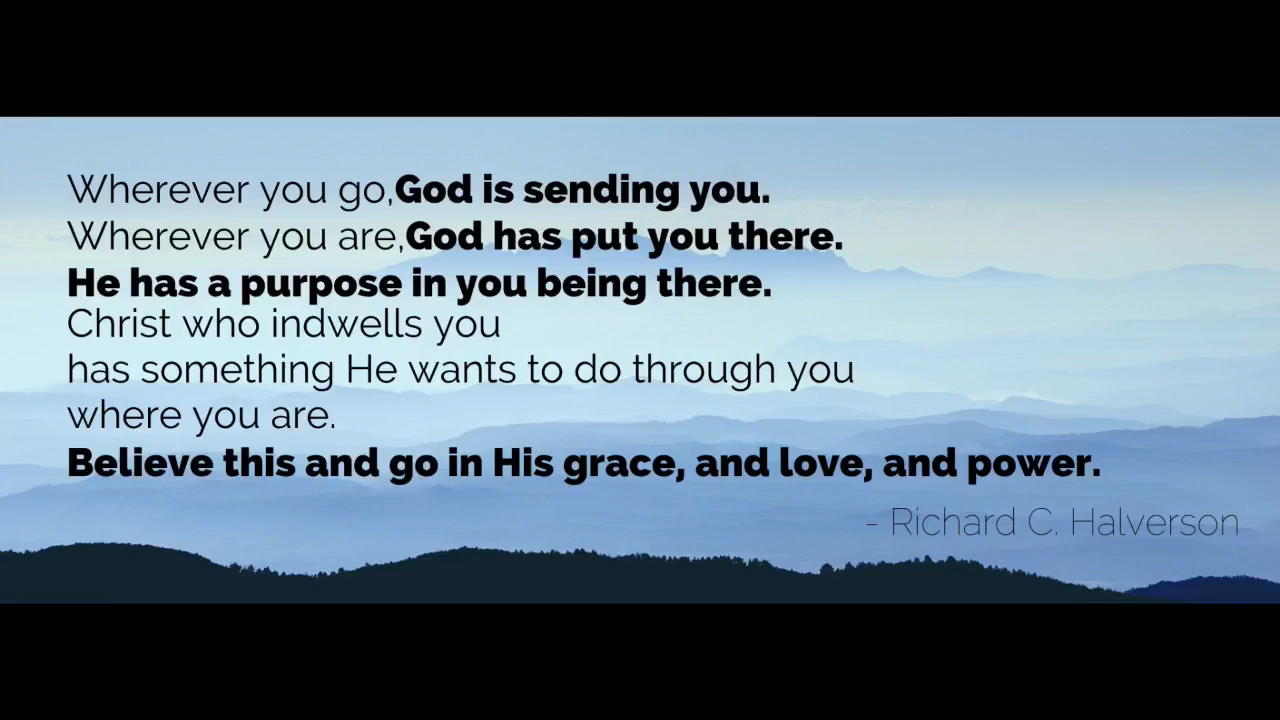 Wherever you go,God is sending you.
Wherever you are,God has put you there.
He has a purpose in you being there.
Christ who indwells you
has something He wants to do through you
where you are.
Believe this and go in His grace, and love, and power.
- Richard C. Halverson